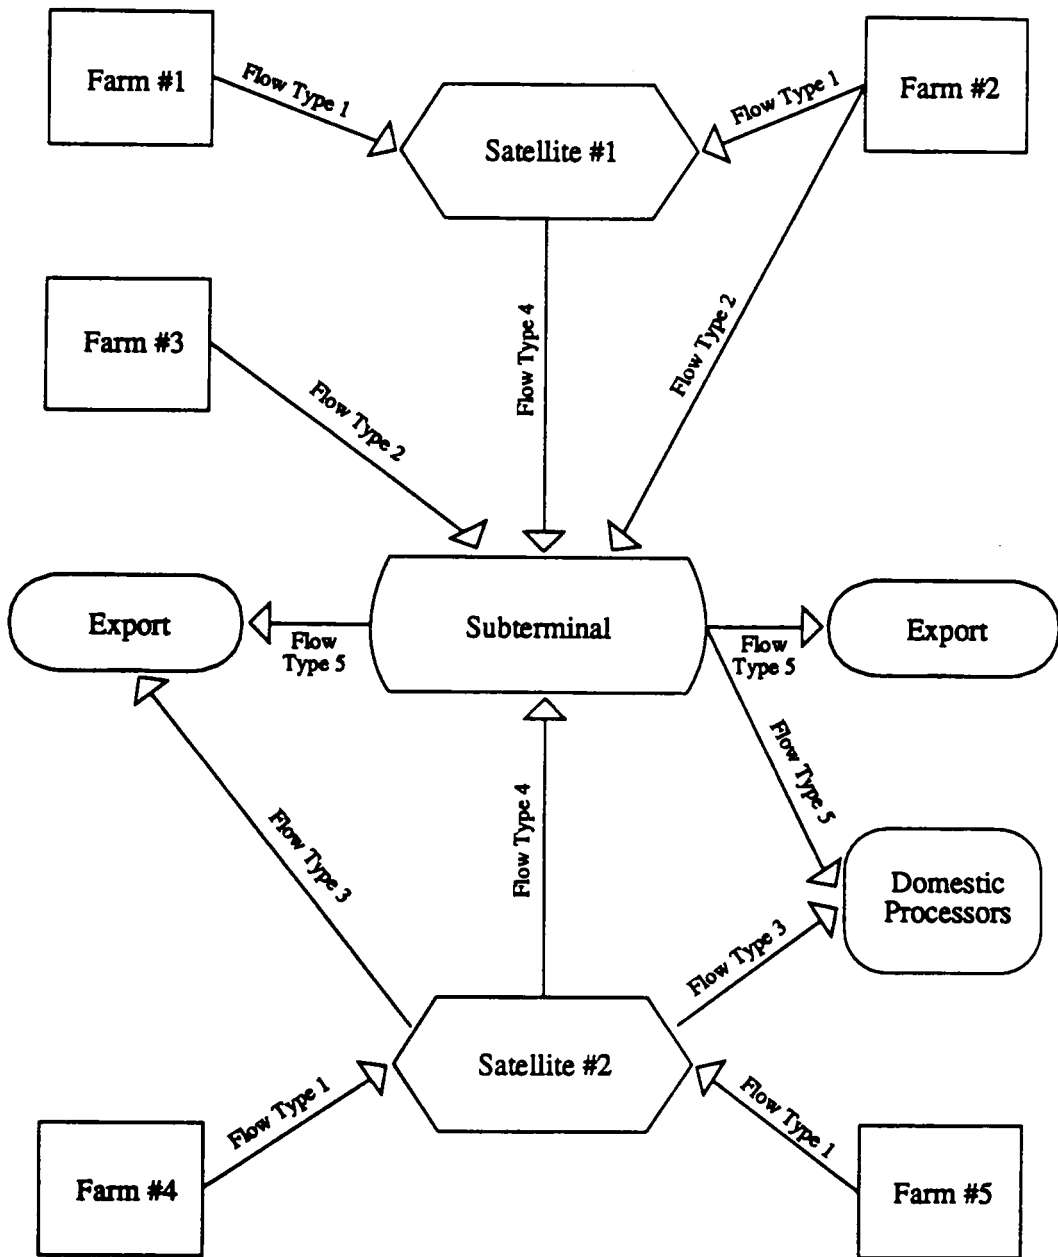 Farm #1
Flow Type 1
Satellite #1
Flow Type 1
Farm #2
Farm #3
Flow Type 2
Flow Type 4
Flow Type 2
Export
Flow
Type 5
Subterminal
Flow
Type 5
Export
Flow Type 3
Flow Type 4
Flow Type 5
Domestic
Processors
Flow Type 3
Satellite #2
Farm #4
Flow Type 1
Flow Type 1
Farm #5